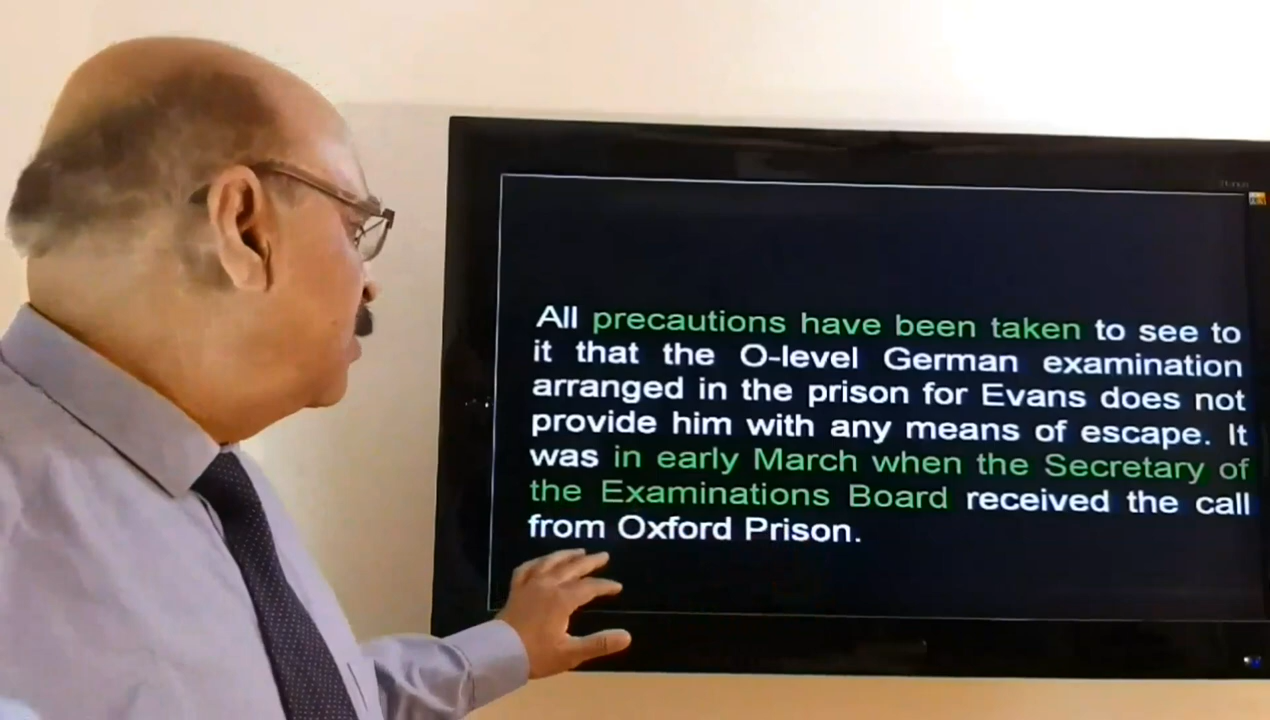 All precautions have been taken to see to
it that the O-level German examination
arranged in the prison for Evans does not
provide him with any means of escape. It
was in early March when the Secretary of
the Examinations Board received the call
from Oxford Prison.